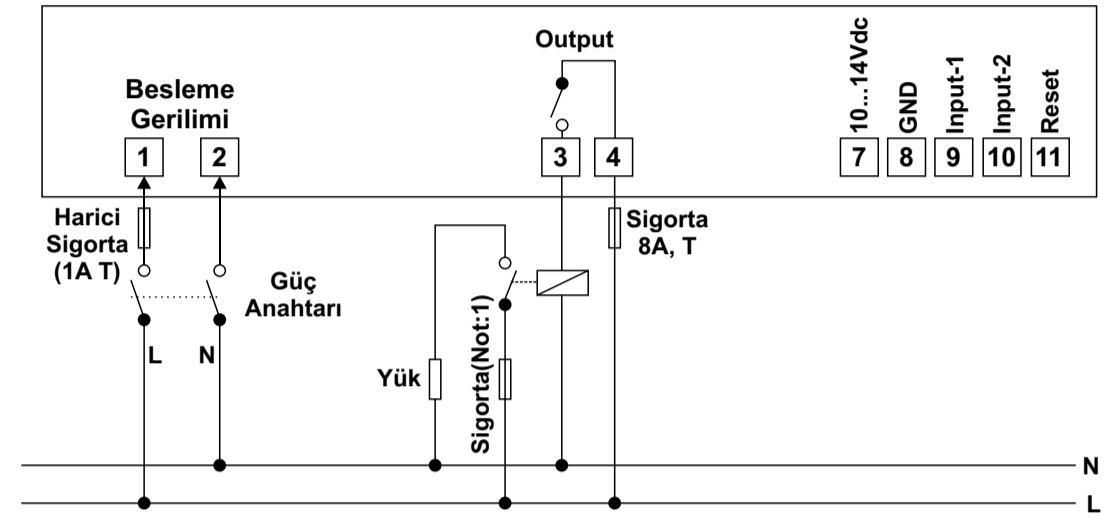 Output
Besleme
Gerilimi
10...14Vdc
GND
Input-1
Input-2
Reset
1
2
3
4
7
8
9
10
11
Harici
Sigorta
(1A T)
Güç
Anahtarı
Sigorta
8A, T
L
N
Yük
Sigorta(Not:1)
N
L